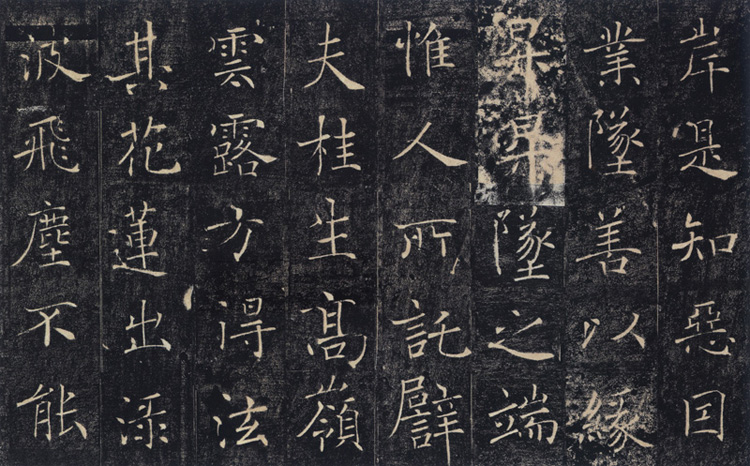 岸是知惡因
業墜善以緣
昇昇墜之端
惟人所託譬
夫桂生高嶺
雲露方得泫
其花蓮出淥
波飛塵不能